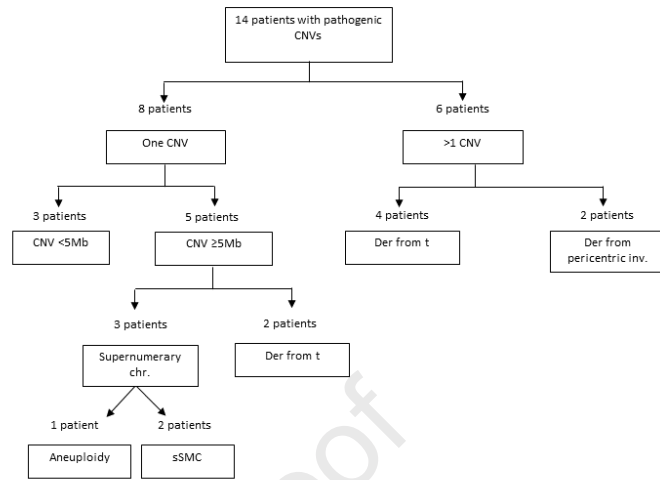 14 patients with pathogenic
CNVs
8 patients
6 patients
One CNV
>1 CNV
3 patients
5 patients
4 patients
2 patients
CNV <5Mb
CNV ≥5Mb
Der from t
Der from
pericentric inv.
3 patients
2 patients
Supernumerary
chr.
Der from t
1 patient
2 patients
Aneuploidy
sSMC